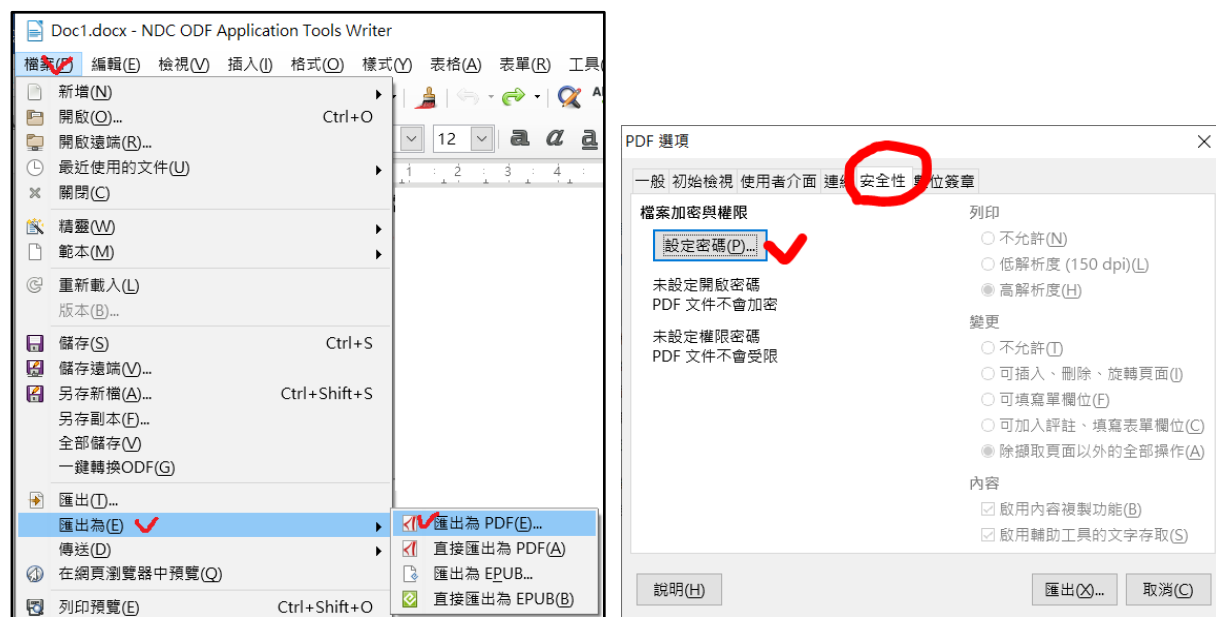 Doc1.docx - NDC ODF Application Tools Writer
檔案(F) 編輯(E) 檢視(V) 插入(I) 格式(O) 樣式(Y) 表格(A) 表單(R) 工具(
新增(N)
開啟(O)... Ctrl+O
開啟遠端(R)...
最近使用的文件(U)
關閉(C)
精靈(W)
範本(M)
重新載入(L)
版本(B)...
儲存(S) Ctrl+S
儲存遠端(V)...
另存新檔(A)... Ctrl+Shift+S
另存副本(F)...
全部儲存(V)
一鍵轉換ODF(G)
匯出(T)...
匯出為(E)
傳送(D)
在網頁瀏覽器中預覽(Q)
列印預覽(E) Ctrl+Shift+O
12
1 2 3 4
匯出為 PDF(E)...
直接匯出為 PDF(A)
匯出為 EPUB...
直接匯出為 EPUB(B)
PDF 選項
一般 初始檢視 使用者介面 連結 安全性 數位簽章
檔案加密與權限
設定密碼(P)...
未設定開啟密碼
PDF 文件不會加密
未設定權限密碼
PDF 文件不會受限
列印
不允許(N)
低解析度 (150 dpi)(L)
高解析度(H)
變更
不允許(T)
可插入、刪除、旋轉頁面(I)
可填寫單欄位(F)
可加入評註、填寫表單欄位(C)
除擷取頁面以外的全部操作(A)
內容
啟用內容複製功能(B)
啟用輔助工具的文字存取(S)
說明(H)
匯出(X)... 取消(C)